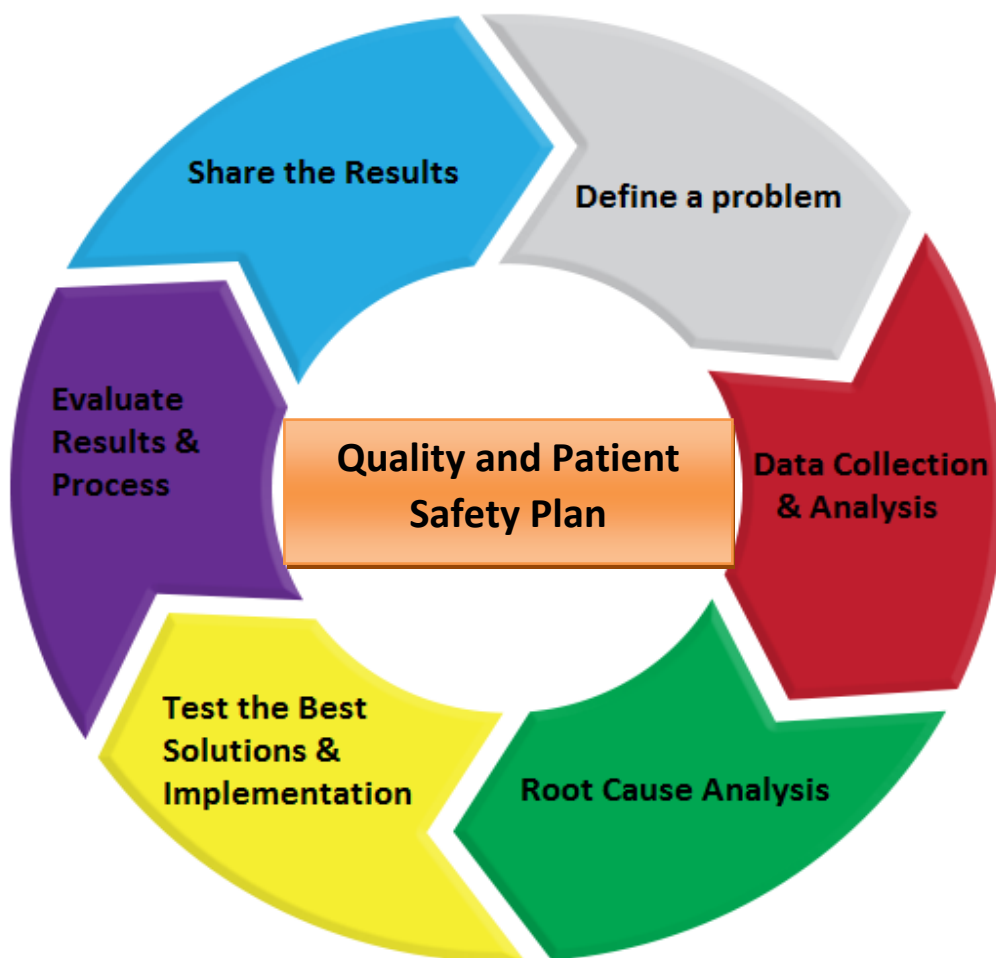 Share the Results
Define a problem
Evaluate
Results &
Process
Quality and Patient
Safety Plan
Data Collection
& Analysis
Test the Best
Solutions &
Implementation
Root Cause Analysis